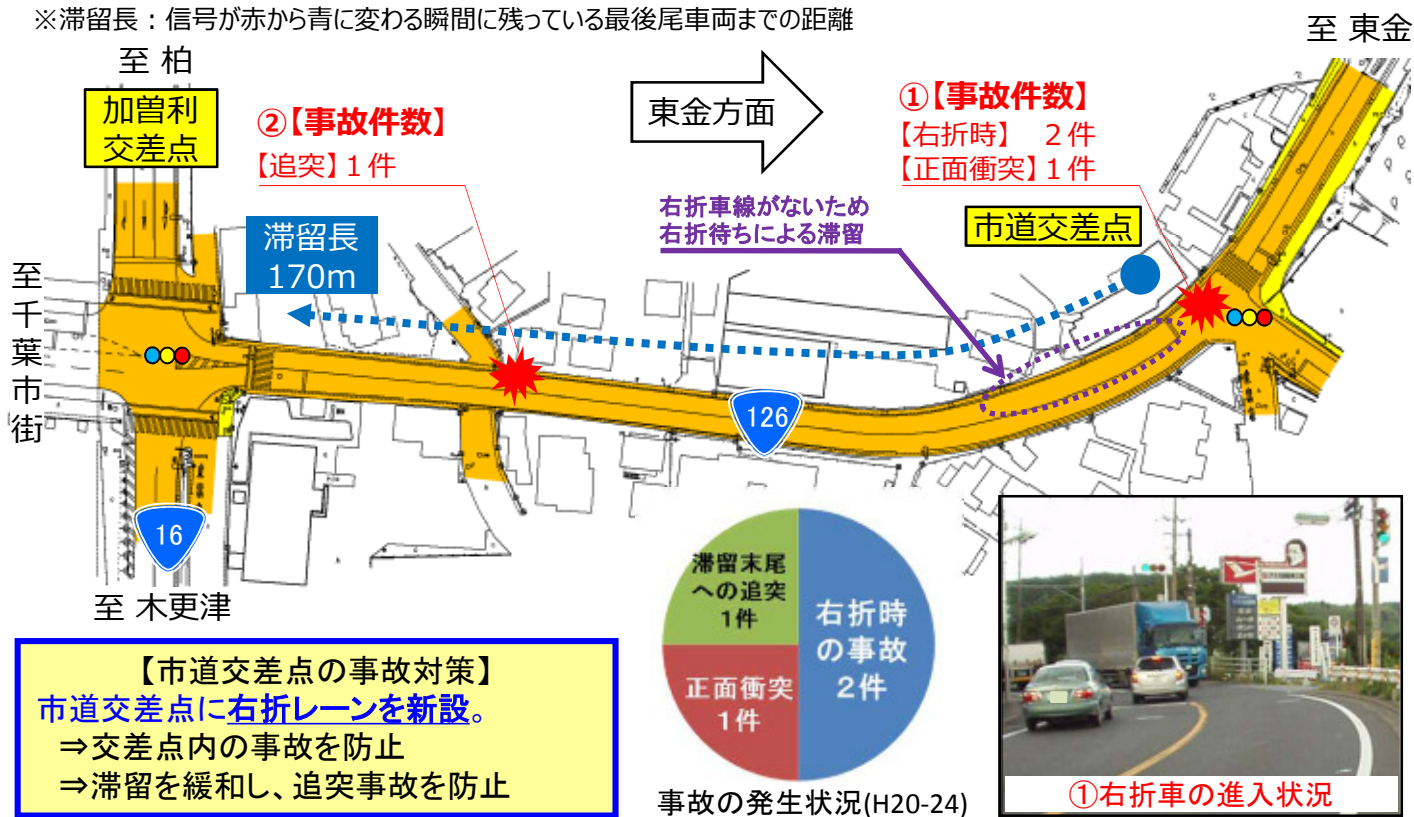 ※滞留長：信号が赤から青に変わる瞬間に残っている最後尾車両までの距離
至 柏
至 東金
加曽利
交差点
②【事故件数】
【追突】1件
東金方面
①【事故件数】
【右折時】 2件
【正面衝突】1件
右折車線がないため
右折待ちによる滞留
市道交差点
滞留長
170m
至千葉市街
126
16
至 木更津
【市道交差点の事故対策】
市道交差点に右折レーンを新設。
⇒交差点内の事故を防止
⇒滞留を緩和し、追突事故を防止
滞留末尾
への追突
1件
右折時
の事故
2件
正面衝突
1件
事故の発生状況(H20-24)
①右折車の進入状況